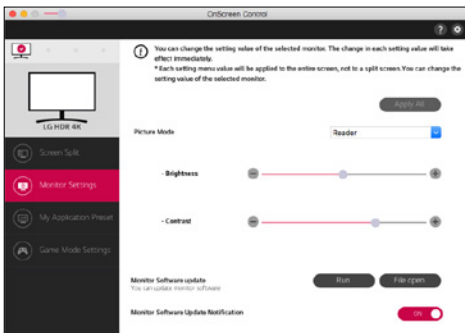 OnScreen Control
?
You can change the setting value of the selected monitor. The change in each setting value will take
effect immediately.
* Each setting menu value will be applied to the entire screen, not to a split screen.You can change the
setting value of the selected monitor.
LG HDR 4K
Apply All
Picture Mode
Reader
Screen Split
Monitor Settings
- Brightness
My Application Preset
- Contrast
Game Mode Settings
Monitor Software update
You can update monitor software
Run
File open
Monitor Software Update Notification
ON